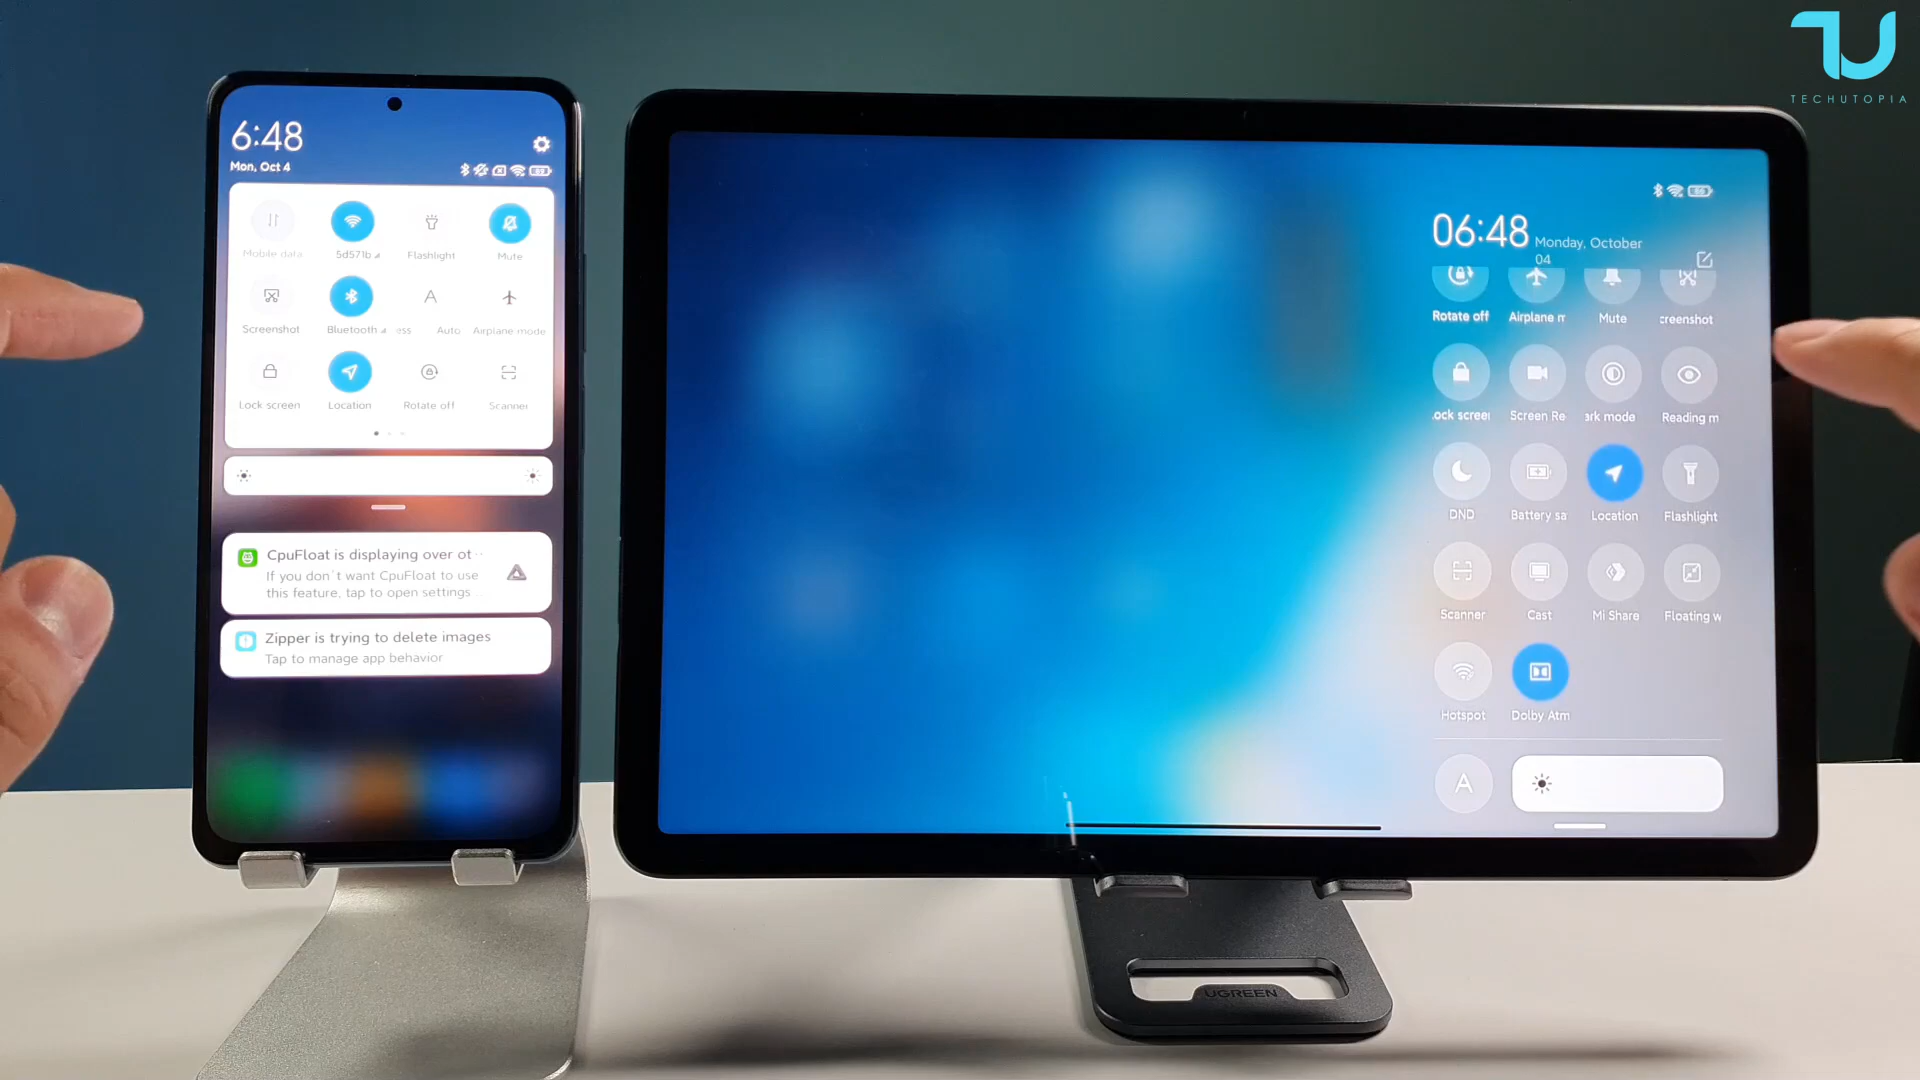 TECHUTOPIA
6:48
Mon, Oct 4
69
Mobile data
5d571b
Flashlight
Mute
Screenshot
Bluetooth
ess
Auto
Airplane mode
Lock screen
Location
Rotate off
Scanner
CpuFloat is displaying over ot
If you don't want CpuFloat to use
this feature, tap to open settings...
Zipper is trying to delete images
Tap to manage app behavior
06:48 Monday, October
04
Rotate off
Airplane m
Mute
creenshot
ock screen
Screen Re
ark mode
Reading m
DND
Battery sa
Location
Flashlight
Scanner
Cast
Mi Share
Floating w
Hotspot
Dolby Atm
A
UGREEN